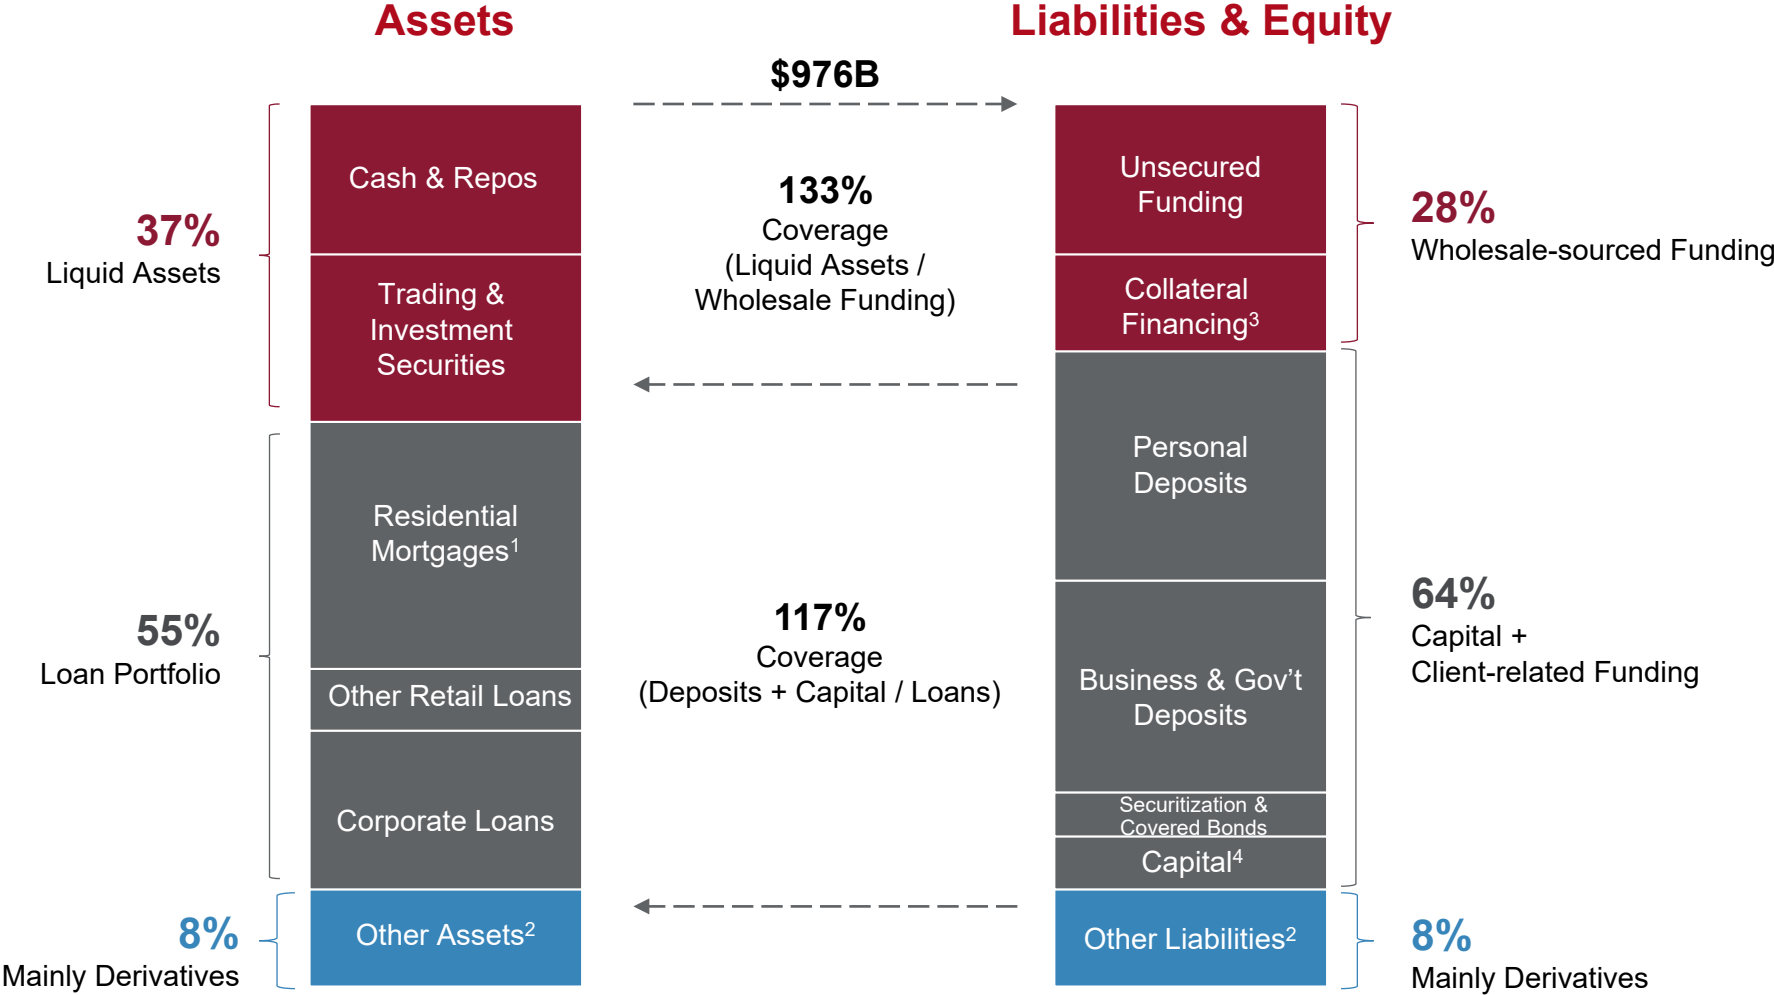 Assets
Liabilities & Equity
$976B
37%
Liquid Assets
Cash & Repos
Trading &
Investment
Securities
133%
Coverage
(Liquid Assets /
Wholesale Funding)
Unsecured
Funding
Collateral
Financing3
28%
Wholesale-sourced Funding
55%
Loan Portfolio
Residential
Mortgages1
Other Retail Loans
Corporate Loans
117%
Coverage
(Deposits + Capital / Loans)
Personal
Deposits
Business & Gov’t
Deposits
Securitization &
Covered Bonds
Capital4
64%
Capital +
Client-related Funding
8%
Mainly Derivatives
Other Assets2
Other Liabilities2
8%
Mainly Derivatives